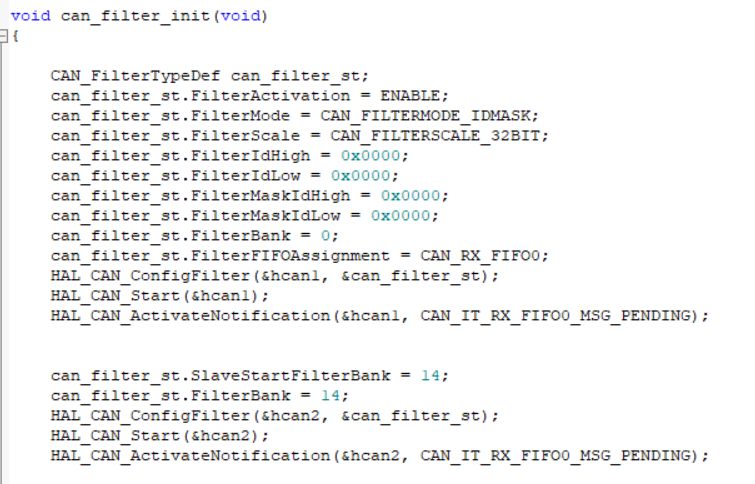 void can_filter_init(void)
{
CAN_FilterTypeDef can_filter_st;
can_filter_st.FilterActivation = ENABLE;
can_filter_st.FilterMode = CAN_FILTERMODE_IDMASK;
can_filter_st.FilterScale = CAN_FILTERSCALE_32BIT;
can_filter_st.FilterIdHigh = 0x0000;
can_filter_st.FilterIdLow = 0x0000;
can_filter_st.FilterMaskIdHigh = 0x0000;
can_filter_st.FilterMaskIdLow = 0x0000;
can_filter_st.FilterBank = 0;
can_filter_st.FilterFIFOAssignment = CAN_RX_FIFO0;
HAL_CAN_ConfigFilter(&hcan1, &can_filter_st);
HAL_CAN_Start(&hcan1);
HAL_CAN_ActivateNotification(&hcan1, CAN_IT_RX_FIFO0_MSG_PENDING);
can_filter_st.SlaveStartFilterBank = 14;
can_filter_st.FilterBank = 14;
HAL_CAN_ConfigFilter(&hcan2, &can_filter_st);
HAL_CAN_Start(&hcan2);
HAL_CAN_ActivateNotification(&hcan2, CAN_IT_RX_FIFO0_MSG_PENDING);